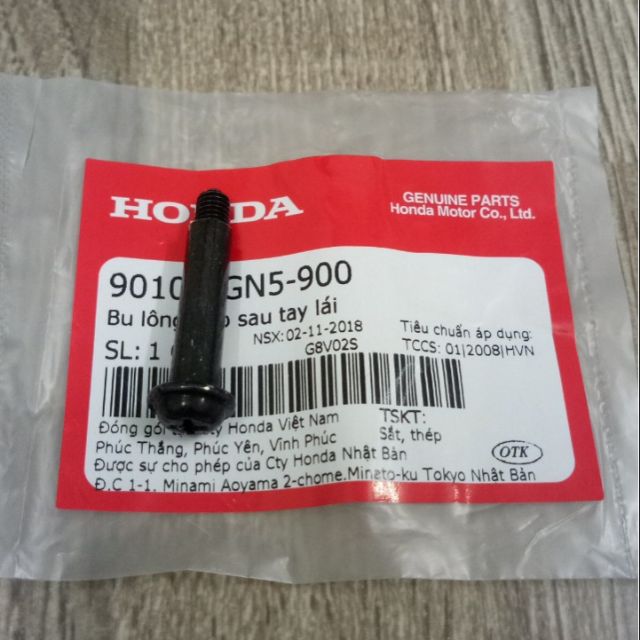 HONDA
GENUINE PARTS
Honda Motor Co., Ltd.
9010 GN5-900
Bu lông sau tay lái
NSX: 02-11-2018
Tiêu chuẩn áp dụng:
SL: 1
G8V02S
TCCS: 01|2008|HVN
Đóng gói Cty Honda Việt Nam
TSKT:
Phúc Thắng, Phúc Yên, Vĩnh Phúc
Sắt, thép
Được sự cho phép của Cty Honda Nhật Bản
OTK
Đ.C 1-1, Minami Aoyama 2-chome.Minato-ku Tokyo Nhật Bản